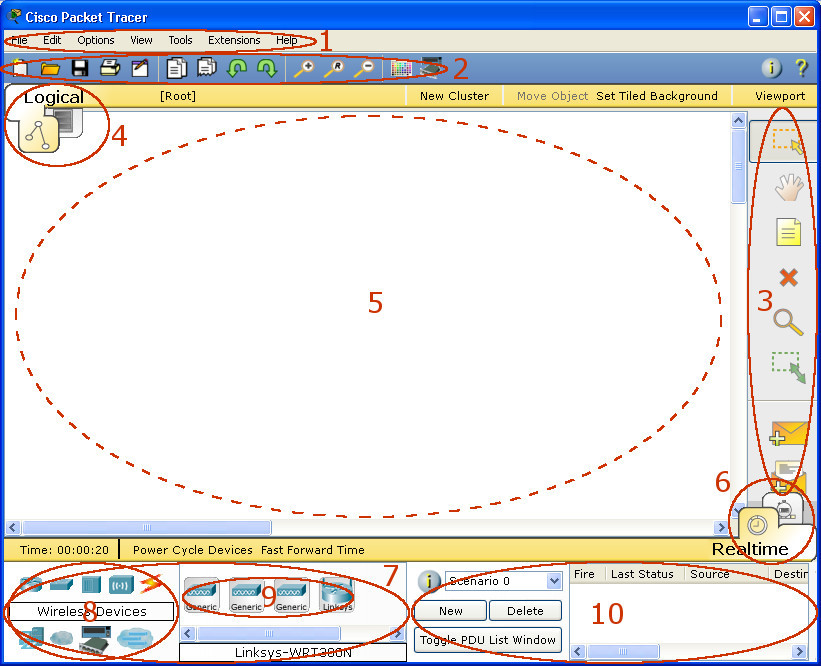 Cisco Packet Tracer
File Edit Options View Tools Extensions Help 1
2
Logical [Root] New Cluster Move Object Set Tiled Background Viewport
4
5
3
6
Time: 00:00:20 Power Cycle Devices Fast Forward Time Realtime
7
Scenario 0 Fire Last Status Source Destin
Wireless Devices
8
Generic Generic Generic Linksys
9
New Delete
10
Toggle PDU List Window
Linksys-WRT300N